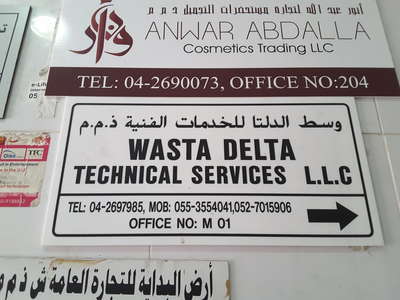 أنور عبد الله لتجارة مستحضرات التجميل ذ م م
ANWAR ABDALLA
Cosmetics Trading LLC
TEL: 04-2690073, OFFICE NO:204
وسط الدلتا للخدمات الفنية ذ.م.م
WASTA DELTA
TECHNICAL SERVICES L.L.C
TEL: 04-2697985, MOB: 055-3554041,052-7015906
OFFICE NO: M 01
أرض البداية للتجارة العامة ش ذ م م